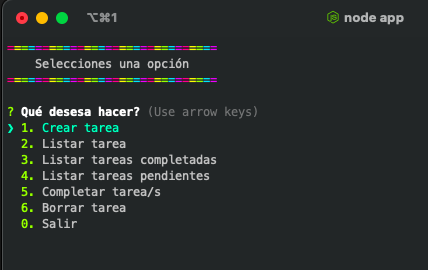 ⌥⌘1
node app
==============================
Selecciones una opción
==============================
? Qué desesa hacer? (Use arrow keys)
❯ 1. Crear tarea
2. Listar tarea
3. Listar tareas completadas
4. Listar tareas pendientes
5. Completar tarea/s
6. Borrar tarea
0. Salir